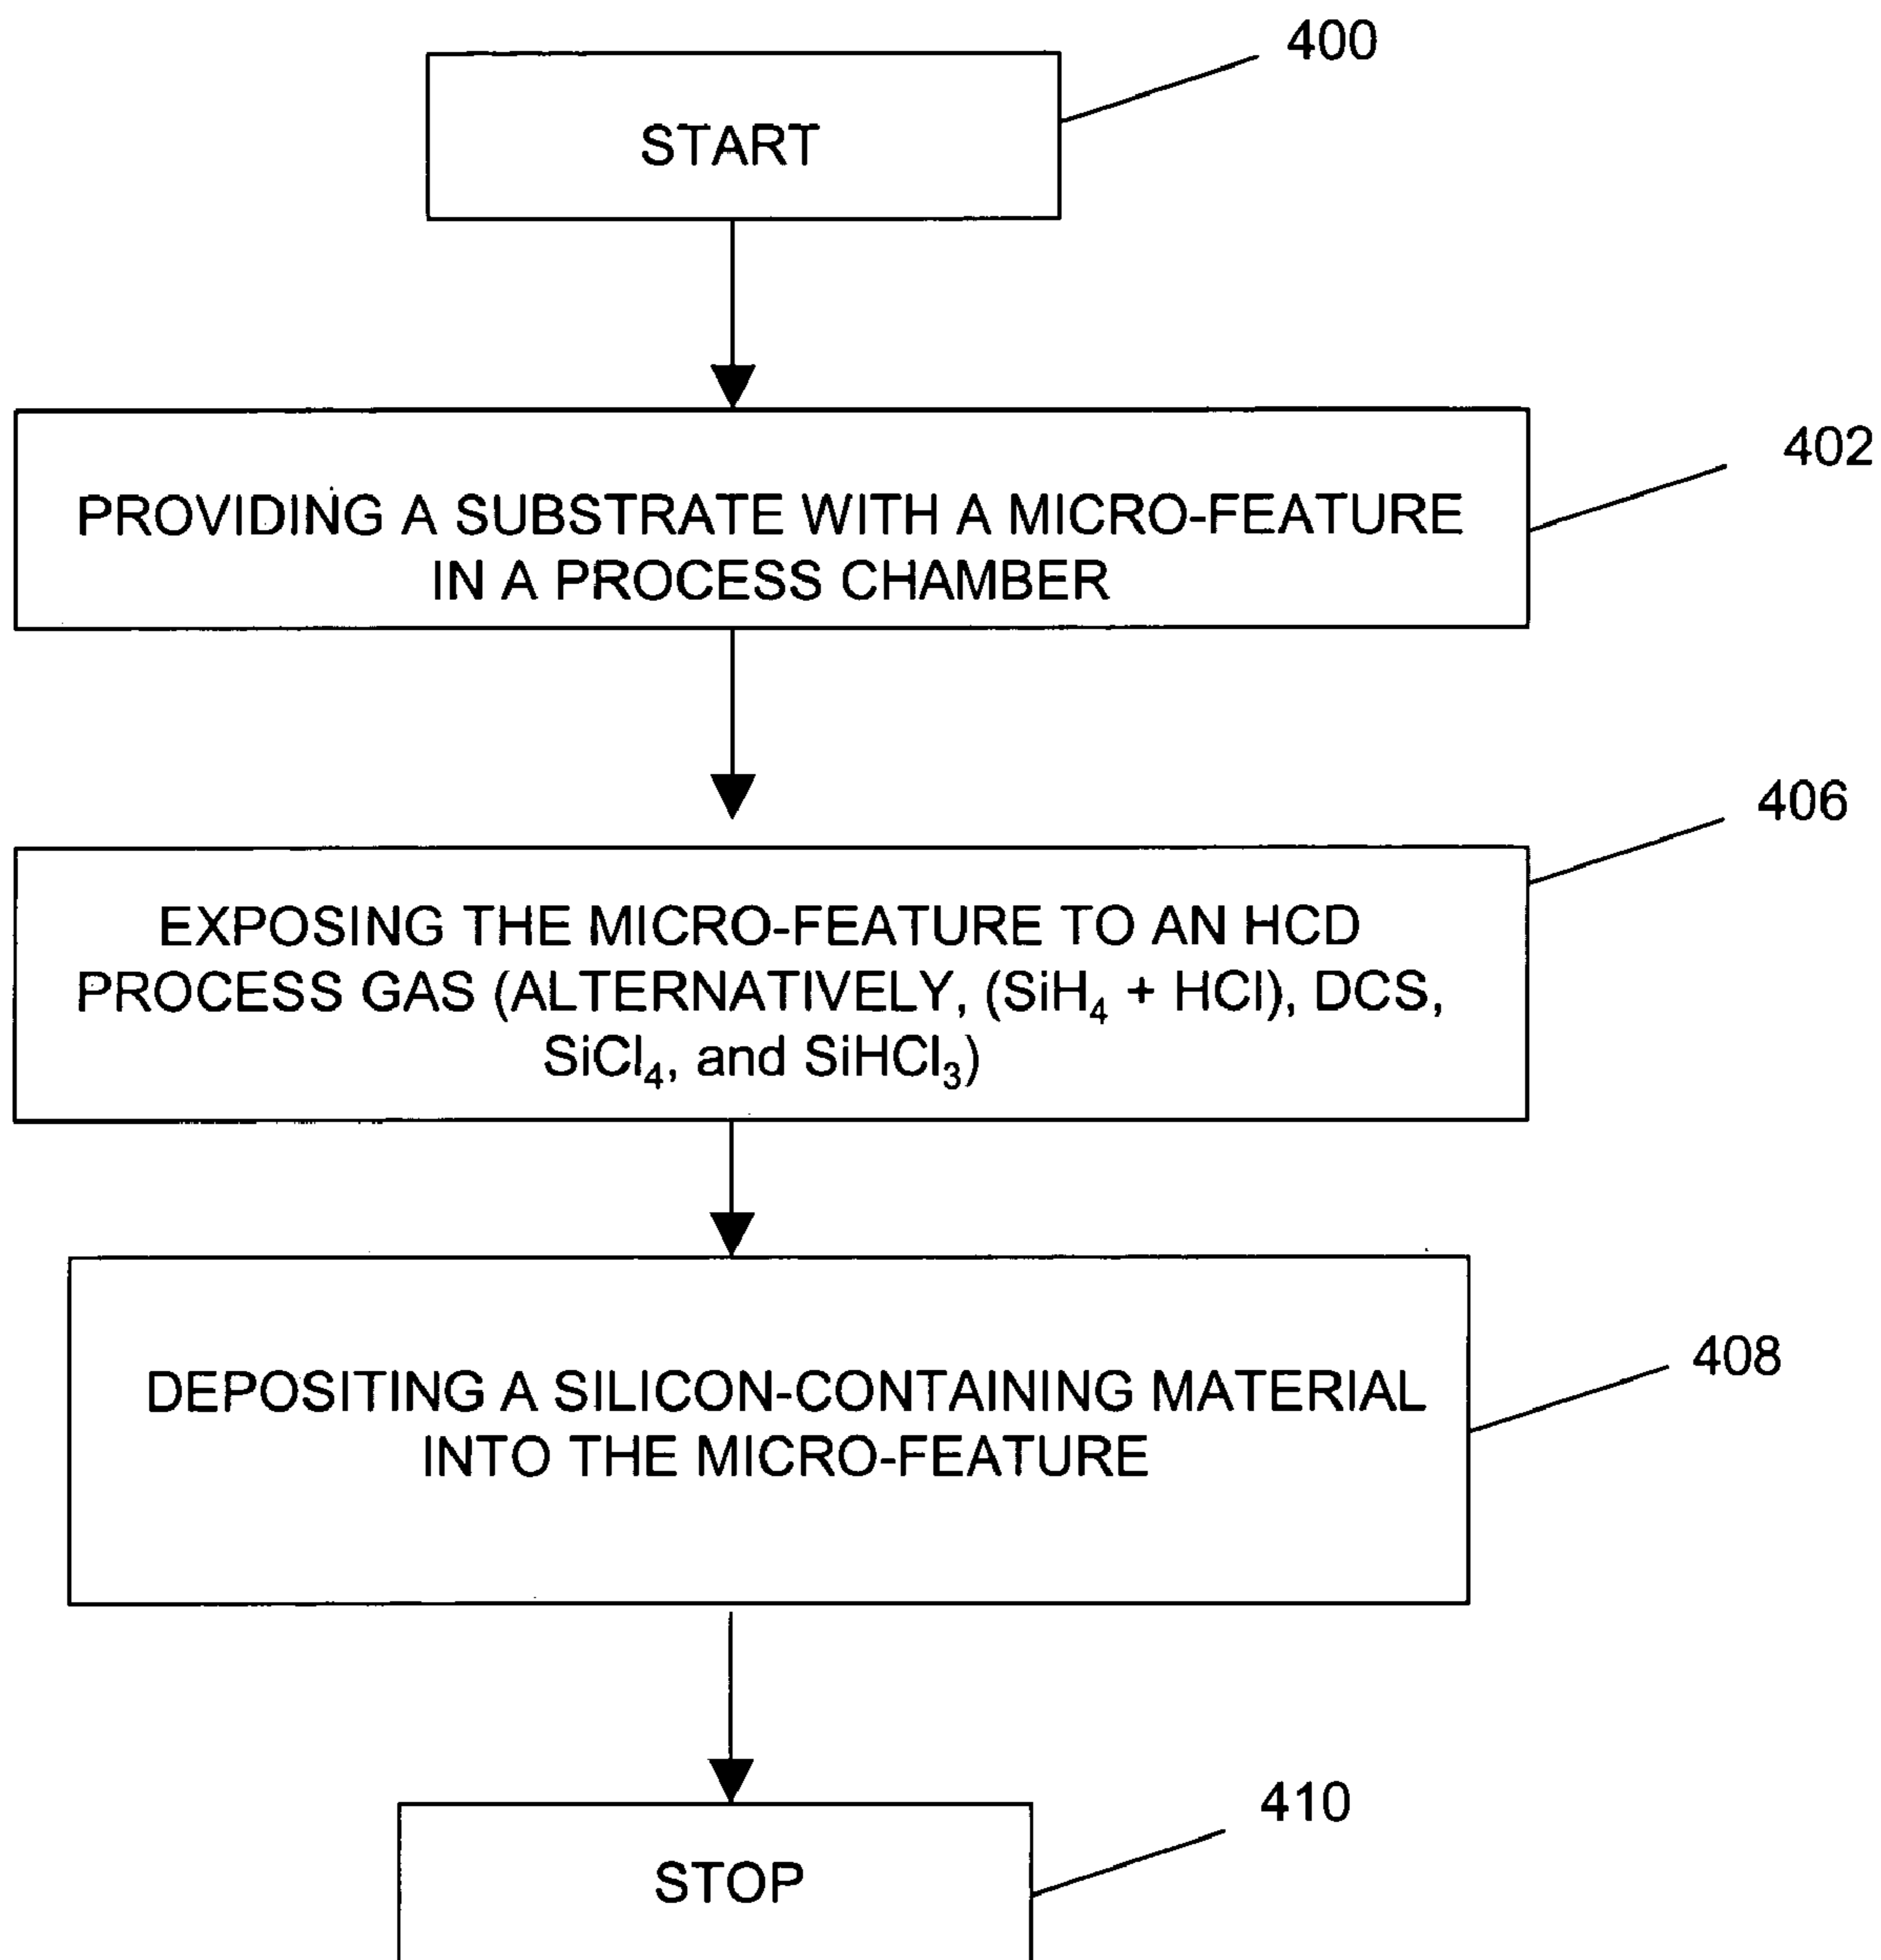 400
START
402
PROVIDING A SUBSTRATE WITH A MICRO-FEATURE
IN A PROCESS CHAMBER
406
EXPOSING THE MICRO-FEATURE TO AN HCD
PROCESS GAS (ALTERNATIVELY, (SiH₄ + HCl), DCS,
SiCl₄, and SiHCl₃)
408
DEPOSITING A SILICON-CONTAINING MATERIAL
INTO THE MICRO-FEATURE
410
STOP